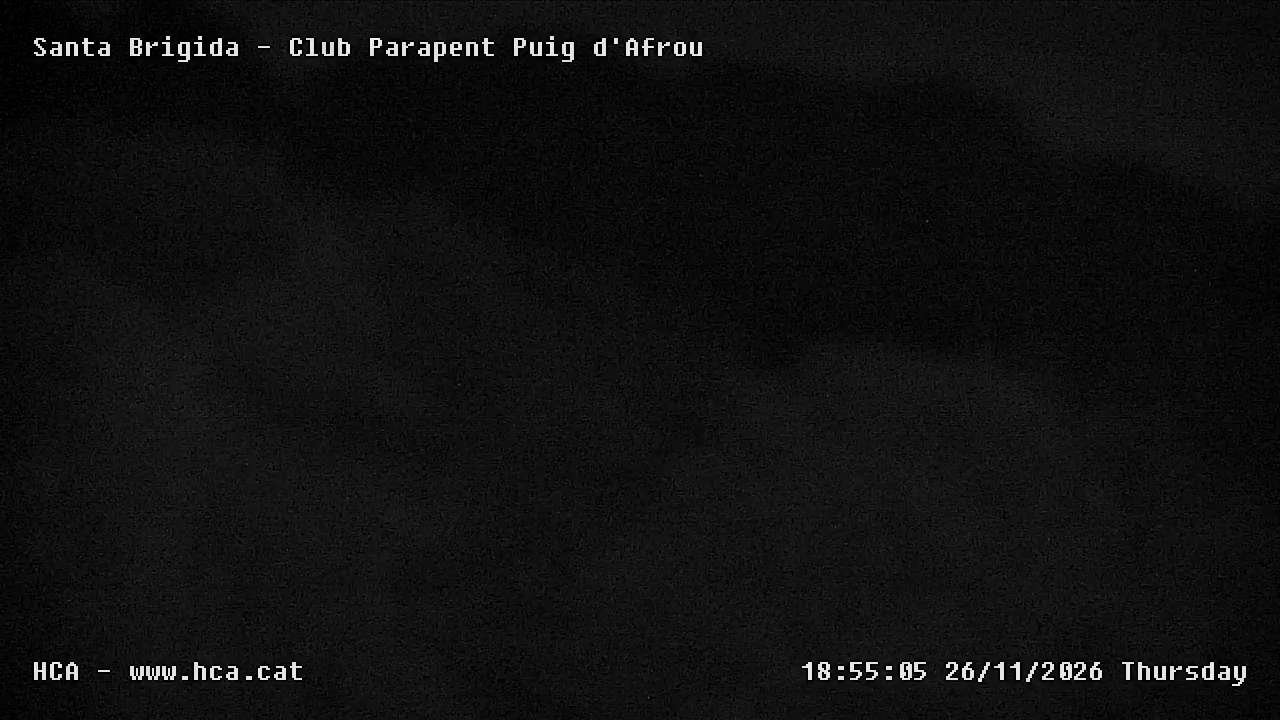 Santa Brigida - Club Parapent Puig d'Afrou
HCA - www.hca.cat
18:55:05 26/11/2026 Thursday